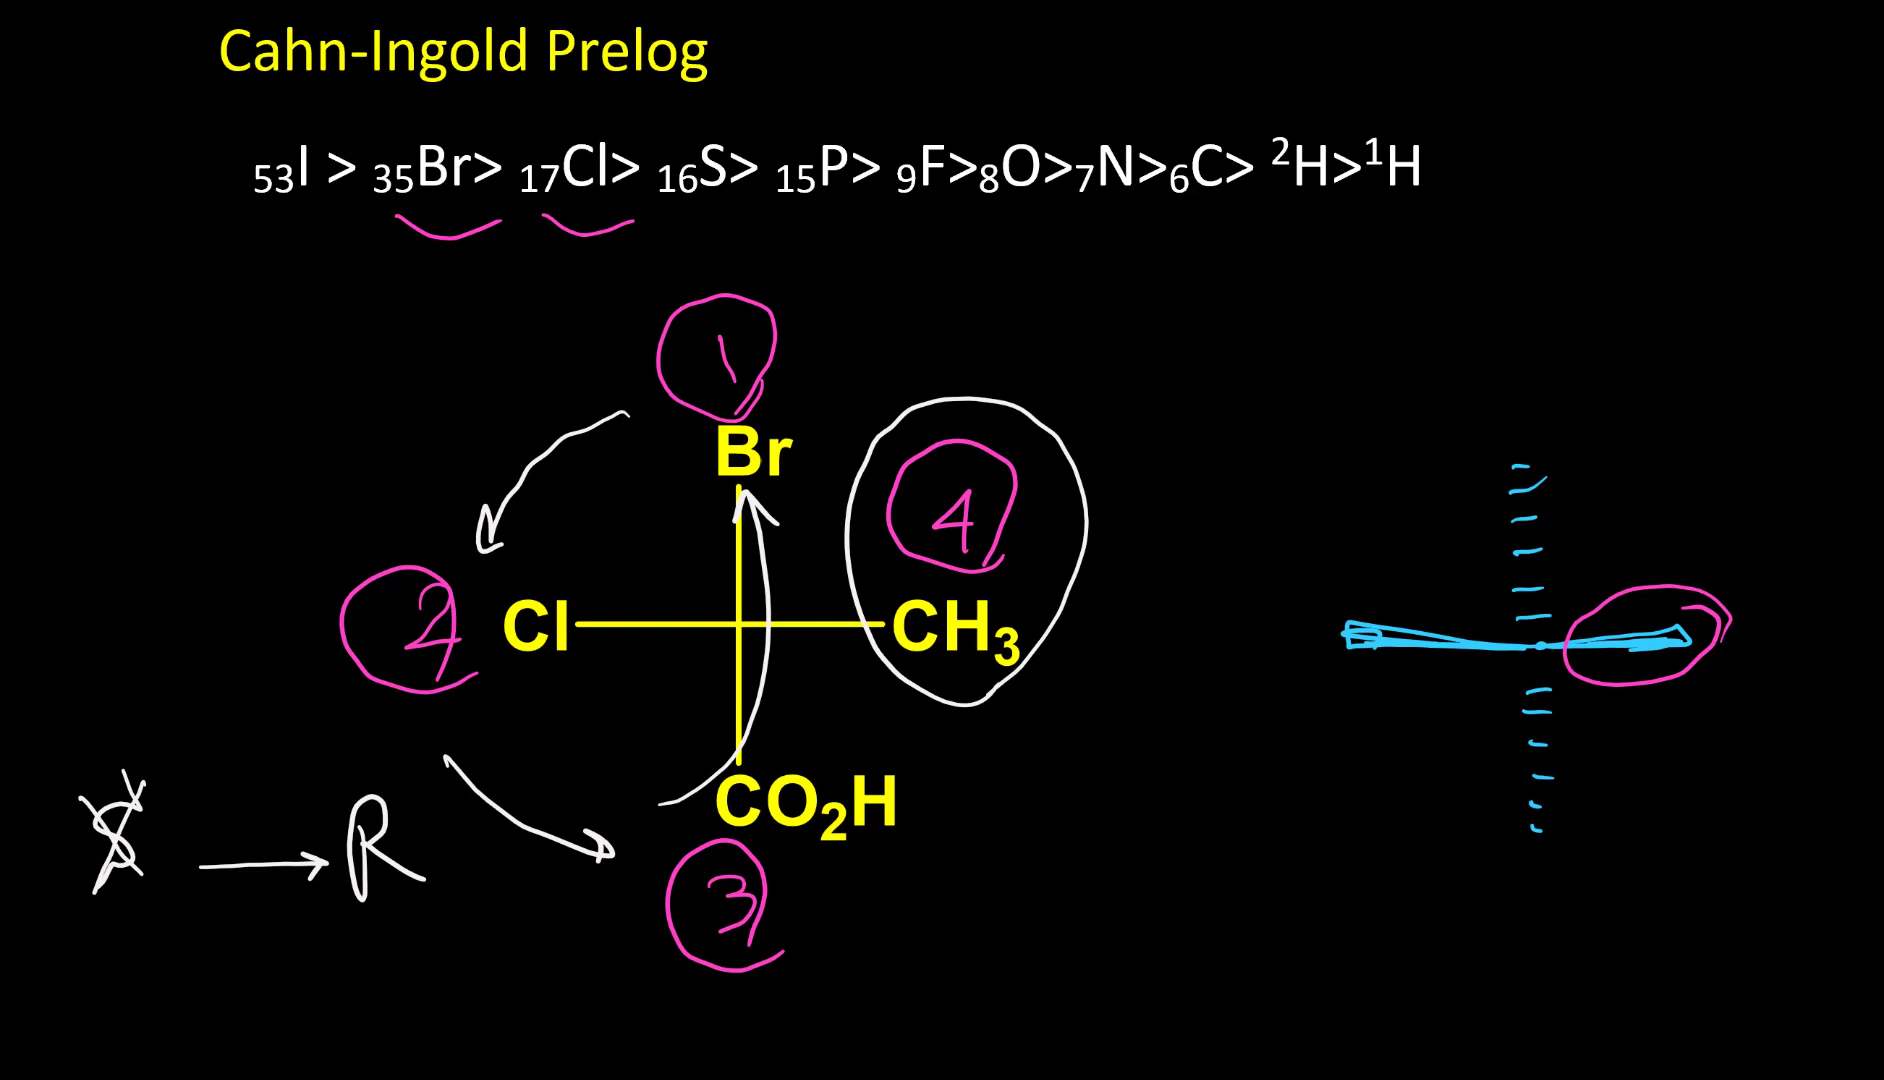 Cahn-Ingold Prelog
₅₃I > ₃₅Br> ₁₇Cl> ₁₆S> ₁₅P> ₉F>₈O>₇N>₆C> ²H>¹H
1
Br
4
2 Cl CH₃
CO₂H
S → R
3